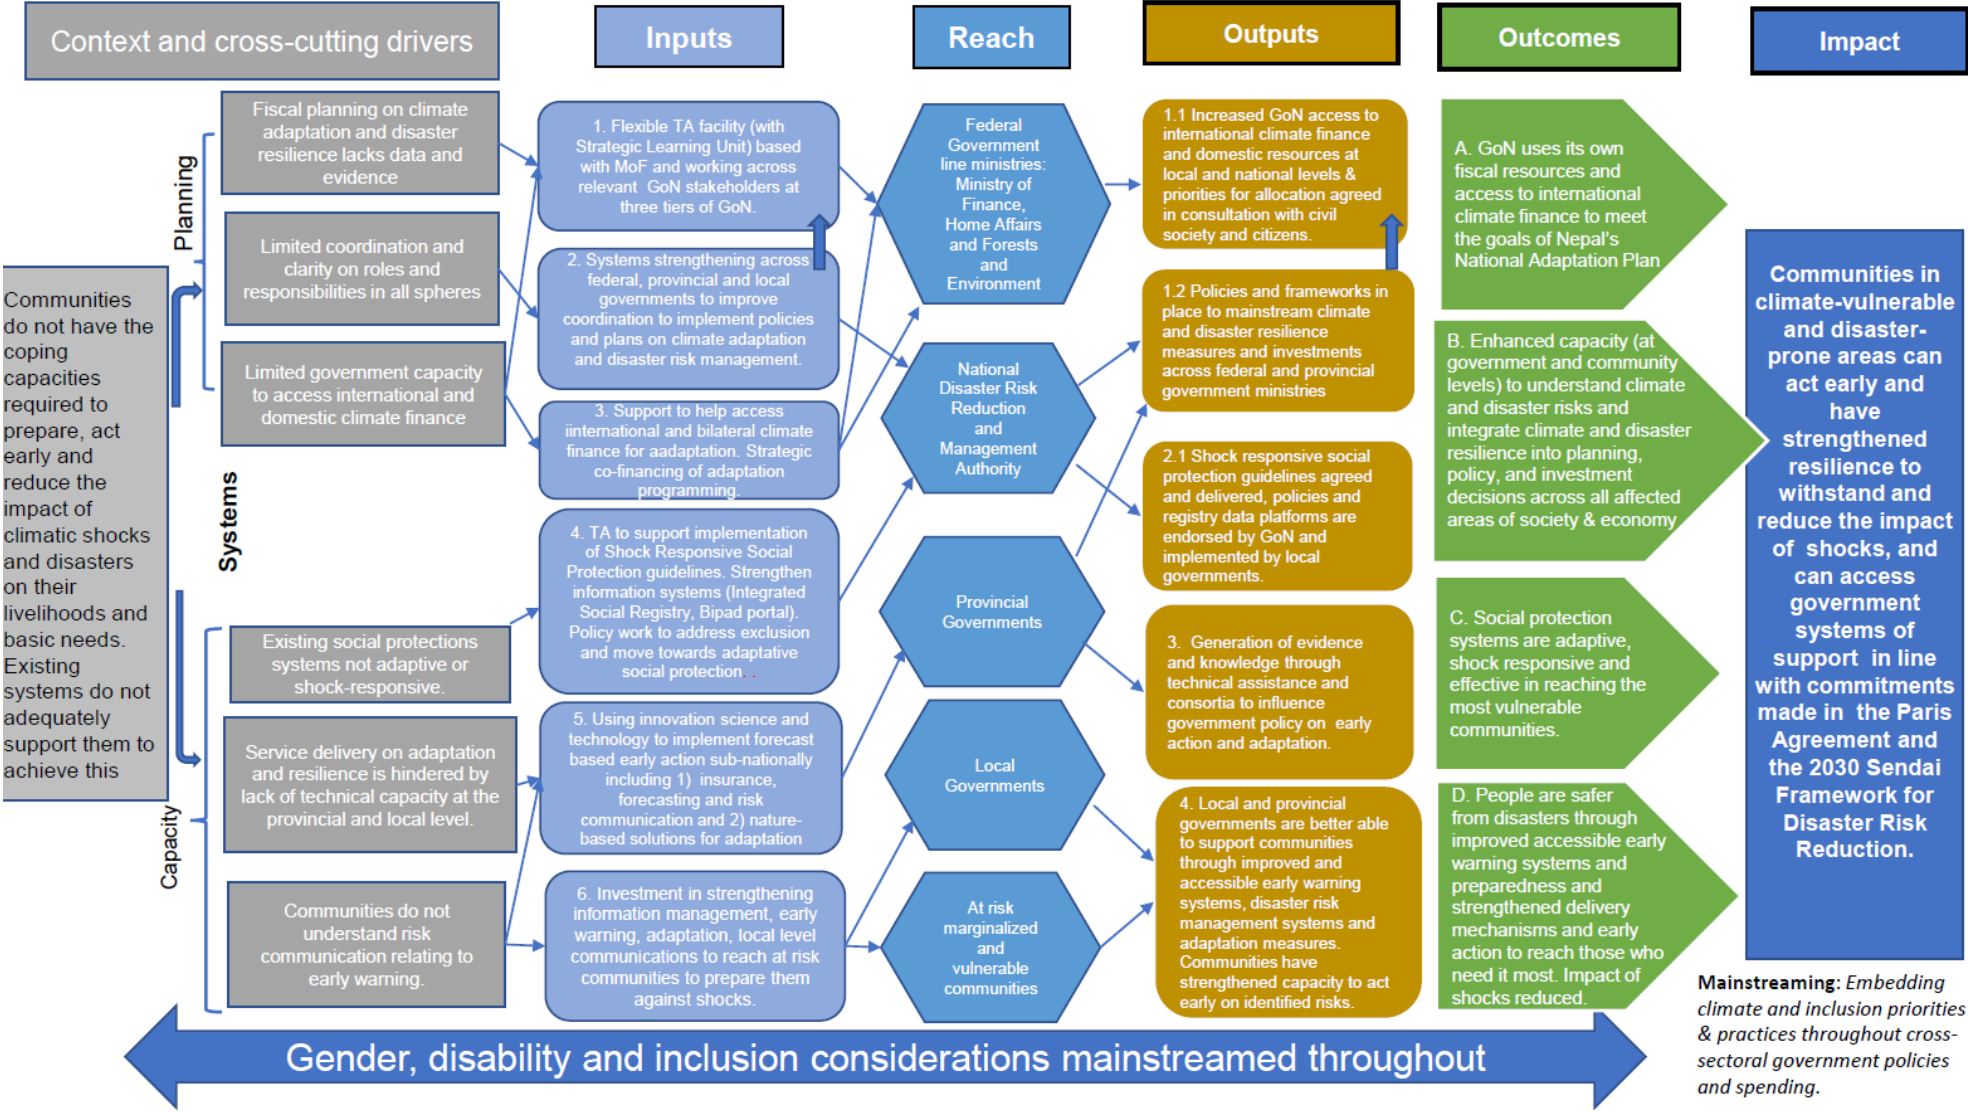 Context and cross-cutting drivers
Inputs
Reach
Outputs
Outcomes
Impact
Communities
do not have the
coping
capacities
required to
prepare, act
early and
reduce the
impact of
climatic shocks
and disasters
on their
livelihoods and
basic needs.
Existing
systems do not
adequately
support them to
achieve this
Planning
Systems
Capacity
Fiscal planning on climate
adaptation and disaster
resilience lacks data and
evidence
Limited coordination and
clarity on roles and
responsibilities in all spheres
Limited government capacity
to access international and
domestic climate finance
Existing social protections
systems not adaptive or
shock-responsive.
Service delivery on adaptation
and resilience is hindered by
lack of technical capacity at the
provincial and local level.
Communities do not
understand risk
communication relating to
early warning.
1. Flexible TA facility (with
Strategic Learning Unit) based
with MoF and working across
relevant GoN stakeholders at
three tiers of GoN.
2. Systems strengthening across
federal, provincial and local
governments to improve
coordination to implement policies
and plans on climate adaptation
and disaster risk management.
3. Support to help access
iinternational and bilateral climate
finance for aadaptation. Strategic
co-financing of adaptation
programming.
4. TA to support implementation
of Shock Responsive Social
Protection guidelines. Strengthen
information systems (Integrated
Social Registry, Bipad portal).
Policy work to address exclusion
and move towards adaptative
social protection. .
5. Using innovation science and
technology to implement forecast
based early action sub-nationally
including 1) insurance,
forecasting and risk
communication and 2) nature-
based solutions for adaptation
6. Investment in strengthening
information management, early
warning, adaptation, local level
communications to reach at risk
communities to prepare them
against shocks.
Federal
Government
line ministries:
Ministry of
Finance,
Home Affairs
and Forests
and
Environment
National
Disaster Risk
Reduction
and
Management
Authority
Provincial
Governments
Local
Governments
At risk
marginalized
and
vulnerable
communities
1.1 Increased GoN access to
international climate finance
and domestic resources at
local and national levels &
priorities for allocation agreed
in consultation with civil
society and citizens.
1.2 Policies and frameworks in
place to mainstream climate
and disaster resilience
measures and investments
across federal and provincial
government ministries
2.1 Shock responsive social
protection guidelines agreed
and delivered, policies and
registry data platforms are
endorsed by GoN and
implemented by local
governments.
3. Generation of evidence
and knowledge through
technical assistance and
consortia to influence
government policy on early
action and adaptation.
4. Local and provincial
governments are better able
to support communities
through improved and
accessible early warning
systems, disaster risk
management systems and
adaptation measures.
Communities have
strengthened capacity to act
early on identified risks.
A. GoN uses its own
fiscal resources and
access to international
climate finance to meet
the goals of Nepal's
National Adaptation Plan
B. Enhanced capacity (at
government and community
levels) to understand climate
and disaster risks and
integrate climate and disaster
resilience into planning,
policy, and investment
decisions across all affected
areas of society & economy
C. Social protection
systems are adaptive,
shock responsive and
effective in reaching the
most vulnerable
communities.
D. People are safer
from disasters through
improved accessible early
warning systems and
preparedness and
strengthened delivery
mechanisms and early
action to reach those who
need it most. Impact of
shocks reduced.
Communities in
climate-vulnerable
and disaster-
prone areas can
act early and
have
strengthened
resilience to
withstand and
reduce the impact
of shocks, and
can access
government
systems of
support in line
with commitments
made in the Paris
Agreement and
the 2030 Sendai
Framework for
Disaster Risk
Reduction.
Mainstreaming: Embedding
climate and inclusion priorities
& practices throughout cross-
sectoral government policies
and spending.
Gender, disability and inclusion considerations mainstreamed throughout